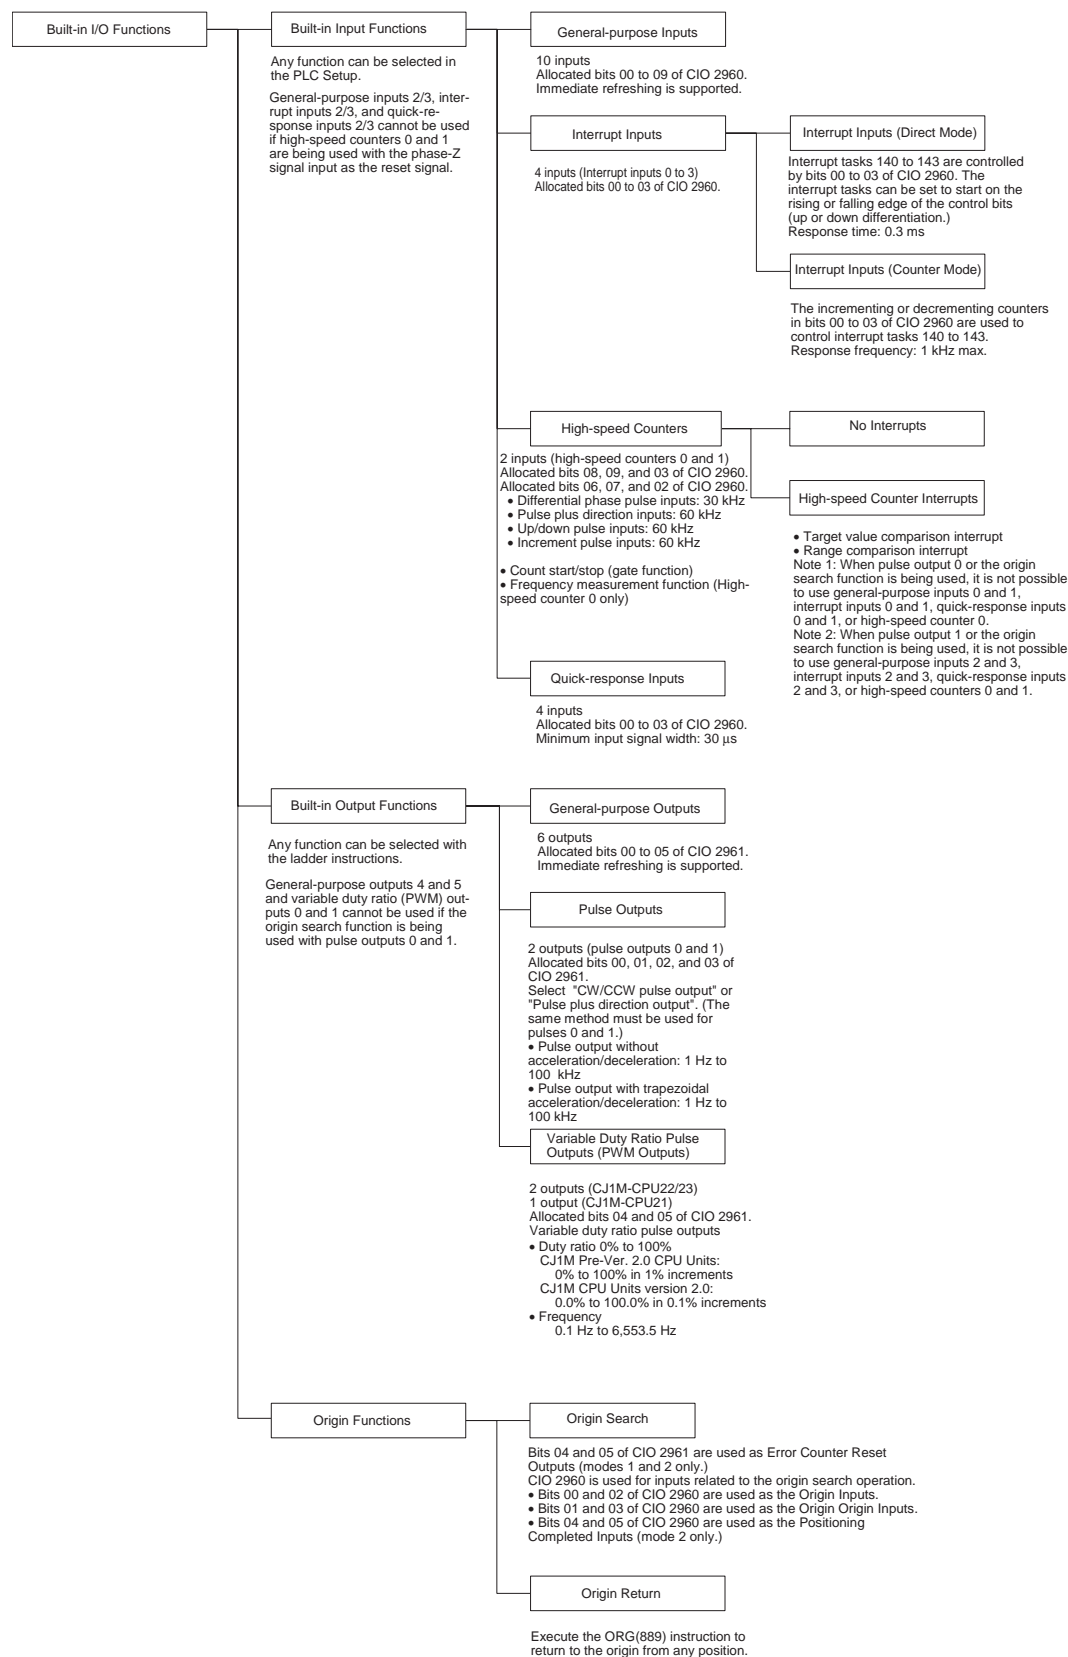 Built-in I/O Functions
Built-in Input Functions
Any function can be selected in
the PLC Setup.
General-purpose inputs 2/3, inter-
rupt inputs 2/3, and quick-re-
sponse inputs 2/3 cannot be used
if high-speed counters 0 and 1
are being used with the phase-Z
signal input as the reset signal.
General-purpose Inputs
10 inputs
Allocated bits 00 to 09 of CIO 2960.
Immediate refreshing is supported.
Interrupt Inputs
4 inputs (Interrupt inputs 0 to 3)
Allocated bits 00 to 03 of CIO 2960.
Interrupt Inputs (Direct Mode)
Interrupt tasks 140 to 143 are controlled
by bits 00 to 03 of CIO 2960. The
interrupt tasks can be set to start on the
rising or falling edge of the control bits
(up or down differentiation.)
Response time: 0.3 ms
Interrupt Inputs (Counter Mode)
The incrementing or decrementing counters
in bits 00 to 03 of CIO 2960 are used to
control interrupt tasks 140 to 143.
Response frequency: 1 kHz max.
High-speed Counters
2 inputs (high-speed counters 0 and 1)
Allocated bits 08, 09, and 03 of CIO 2960.
Allocated bits 06, 07, and 02 of CIO 2960.
• Differential phase pulse inputs: 30 kHz
• Pulse plus direction inputs: 60 kHz
• Up/down pulse inputs: 60 kHz
• Increment pulse inputs: 60 kHz
• Count start/stop (gate function)
• Frequency measurement function (High-
speed counter 0 only)
No Interrupts
High-speed Counter Interrupts
• Target value comparison interrupt
• Range comparison interrupt
Note 1: When pulse output 0 or the origin
search function is being used, it is not possible
to use general-purpose inputs 0 and 1,
interrupt inputs 0 and 1, quick-response inputs
0 and 1, or high-speed counter 0.
Note 2: When pulse output 1 or the origin
search function is being used, it is not possible
to use general-purpose inputs 2 and 3,
interrupt inputs 2 and 3, quick-response inputs
2 and 3, or high-speed counters 0 and 1.
Quick-response Inputs
4 inputs
Allocated bits 00 to 03 of CIO 2960.
Minimum input signal width: 30 μs
Built-in Output Functions
Any function can be selected with
the ladder instructions.
General-purpose outputs 4 and 5
and variable duty ratio (PWM) out-
puts 0 and 1 cannot be used if the
origin search function is being
used with pulse outputs 0 and 1.
General-purpose Outputs
6 outputs
Allocated bits 00 to 05 of CIO 2961.
Immediate refreshing is supported.
Pulse Outputs
2 outputs (pulse outputs 0 and 1)
Allocated bits 00, 01, 02, and 03 of
CIO 2961.
Select "CW/CCW pulse output" or
"Pulse plus direction output". (The
same method must be used for
pulses 0 and 1.)
• Pulse output without
acceleration/deceleration: 1 Hz to
100 kHz
• Pulse output with trapezoidal
acceleration/deceleration: 1 Hz to
100 kHz
Variable Duty Ratio Pulse
Outputs (PWM Outputs)
2 outputs (CJ1M-CPU22/23)
1 output (CJ1M-CPU21)
Allocated bits 04 and 05 of CIO 2961.
Variable duty ratio pulse outputs
• Duty ratio 0% to 100%
CJ1M Pre-Ver. 2.0 CPU Units:
0% to 100% in 1% increments
CJ1M CPU Units version 2.0:
0.0% to 100.0% in 0.1% increments
• Frequency
0.1 Hz to 6,553.5 Hz
Origin Functions
Origin Search
Bits 04 and 05 of CIO 2961 are used as Error Counter Reset
Outputs (modes 1 and 2 only.)
CIO 2960 is used for inputs related to the origin search operation.
• Bits 00 and 02 of CIO 2960 are used as the Origin Inputs.
• Bits 01 and 03 of CIO 2960 are used as the Origin Origin Inputs.
• Bits 04 and 05 of CIO 2960 are used as the Positioning
Completed Inputs (mode 2 only.)
Origin Return
Execute the ORG(889) instruction to
return to the origin from any position.